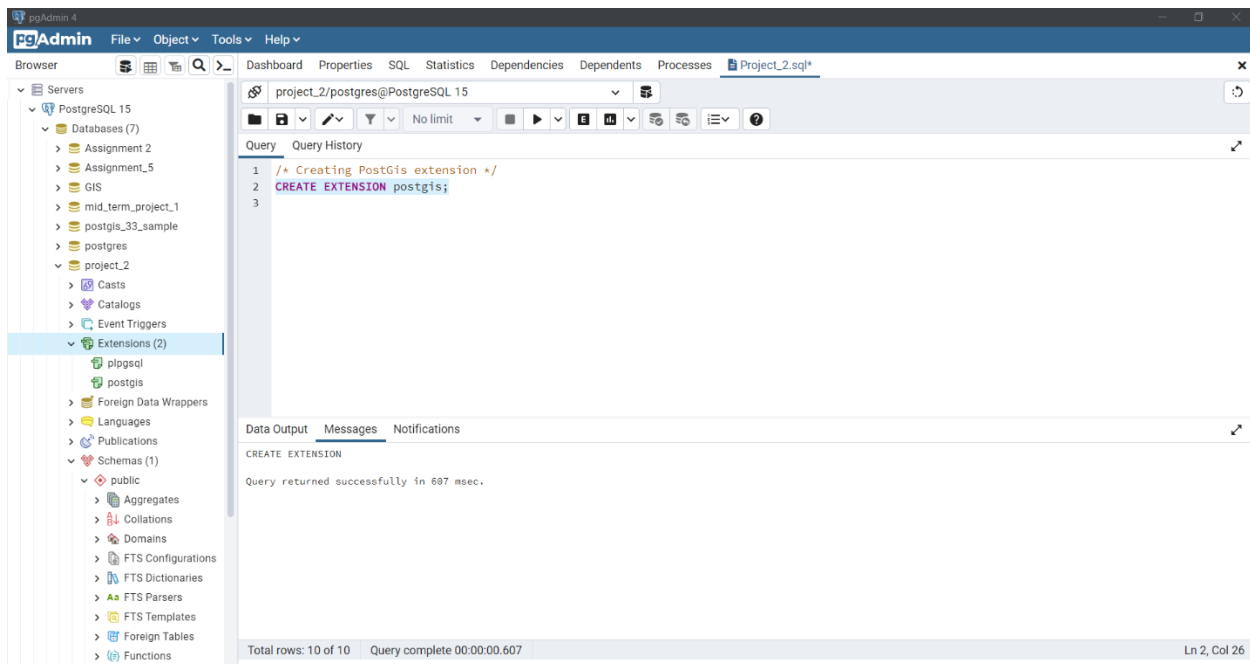 pgAdmin 4
pgAdmin File Object Tools Help
Browser
Dashboard Properties SQL Statistics Dependencies Dependents Processes Project_2.sql*
Servers
PostgreSQL 15
Databases (7)
Assignment 2
Assignment_5
GIS
mid_term_project_1
postgis_33_sample
postgres
project_2
Casts
Catalogs
Event Triggers
Extensions (2)
plpgsql
postgis
Foreign Data Wrappers
Languages
Publications
Schemas (1)
public
Aggregates
Collations
Domains
FTS Configurations
FTS Dictionaries
Aa FTS Parsers
FTS Templates
Foreign Tables
Functions
project_2/postgres@PostgreSQL 15
No limit
E
Query Query History
1 /* Creating PostGis extension */
2 CREATE EXTENSION postgis;
3
Data Output Messages Notifications
CREATE EXTENSION
Query returned successfully in 607 msec.
Total rows: 10 of 10 Query complete 00:00:00.607 Ln 2, Col 26